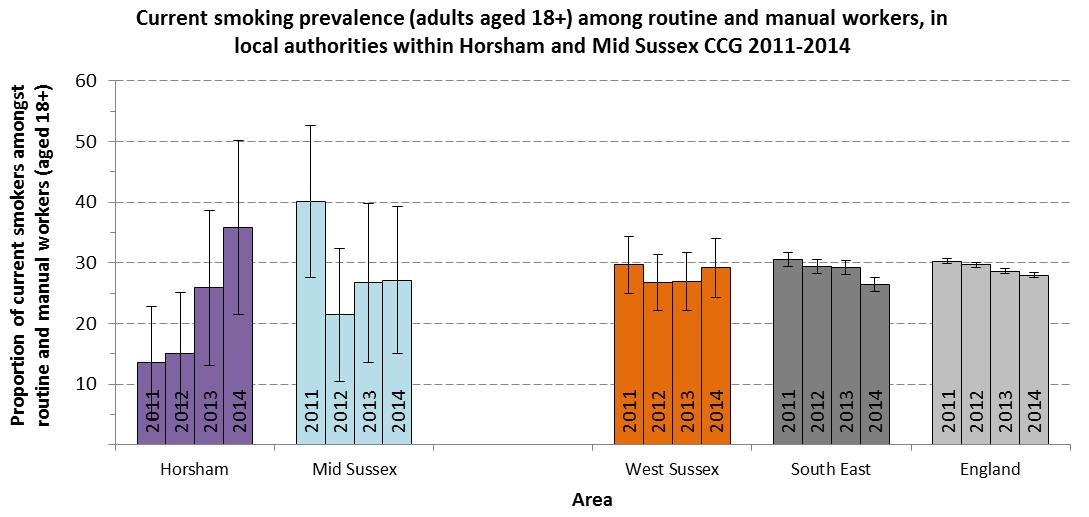 Current smoking prevalence (adults aged 18+) among routine and manual workers, in
local authorities within Horsham and Mid Sussex CCG 2011-2014
Proportion of current smokers amongst
routine and manual workers (aged 18+)
60
50
40
30
20
10
2011
2012
2013
2014
2011
2012
2013
2014
2011
2012
2013
2014
2011
2012
2013
2014
2011
2012
2013
2014
Horsham
Mid Sussex
West Sussex
South East
England
Area